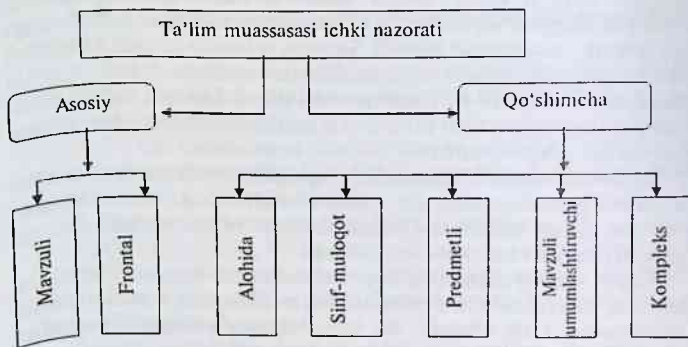 Ta'lim muassasasi ichki nazorati
Asosiy
Qo'shimcha
Mavzuli
Frontal
Alohida
Sinf-muloqot
Predmetli
Mavzuli
umumlashtiruvchi
Kompleks